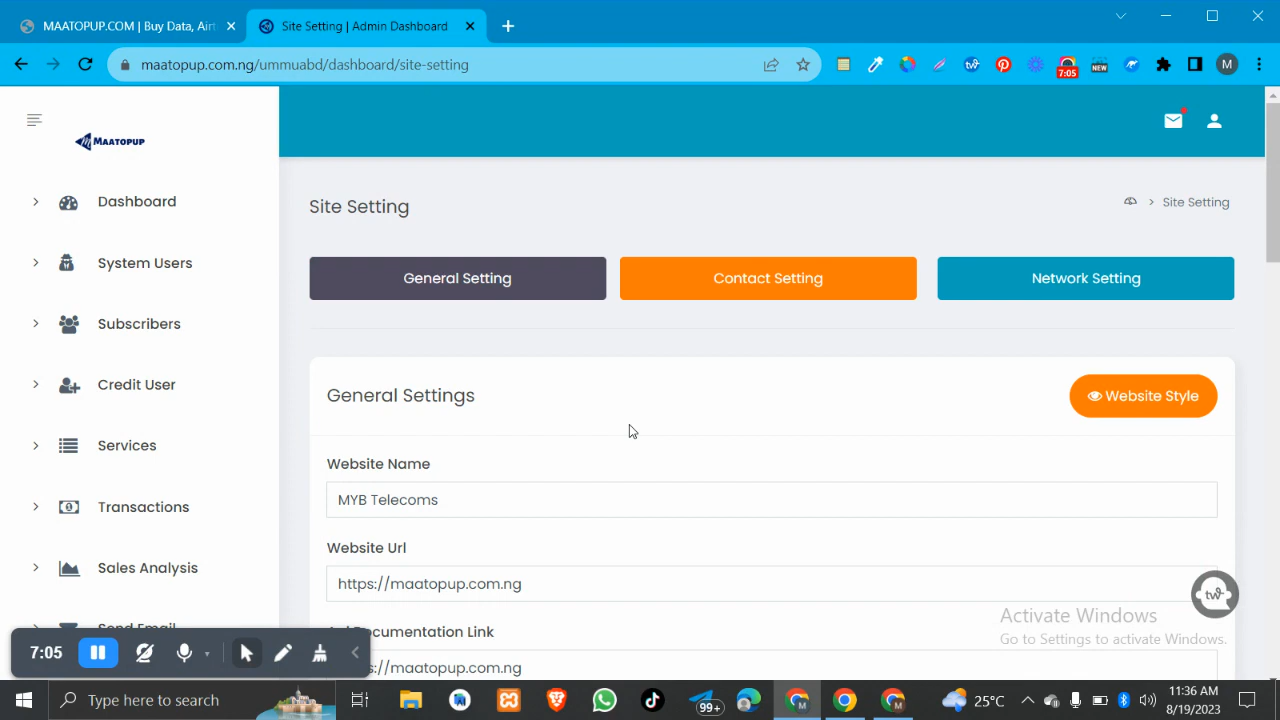 MAATOPUP.COM | Buy Data, Airt
Site Setting | Admin Dashboard
maatopup.com.ng/ummuabd/dashboard/site-setting
7:05
NEW
M
MAATOPUP
Dashboard
System Users
Subscribers
Credit User
Services
Transactions
Sales Analysis
Send Email
Site Setting
Site Setting
General Setting
Contact Setting
Network Setting
General Settings
Website Style
Website Name
MYB Telecoms
Website Url
https://maatopup.com.ng
Documentation Link
s://maatopup.com.ng
Activate Windows
Go to Settings to activate Windows.
7:05
Type here to search
99+
25°C
11:36 AM
8/19/2023